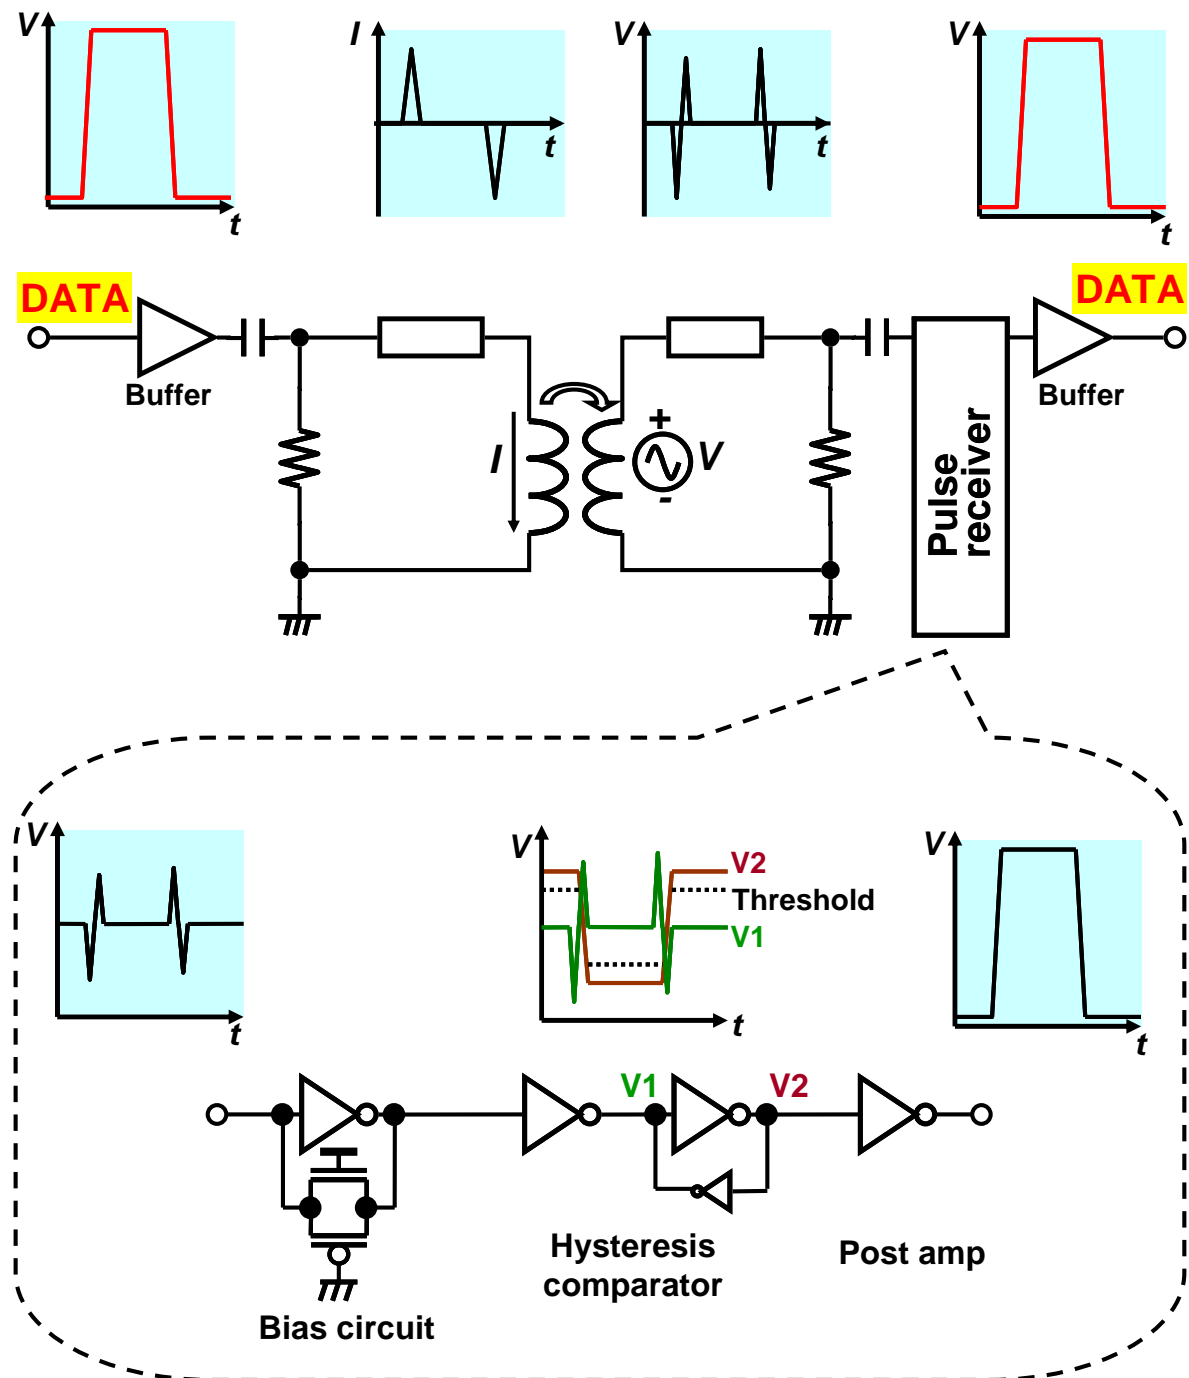 V
t
I
t
V
t
V
t
DATA
DATA
Buffer
Buffer
I
+
V
-
Pulse
receiver
V
t
V
V2
Threshold
V1
t
V
t
V1
V2
Hysteresis
comparator
Post amp
Bias circuit